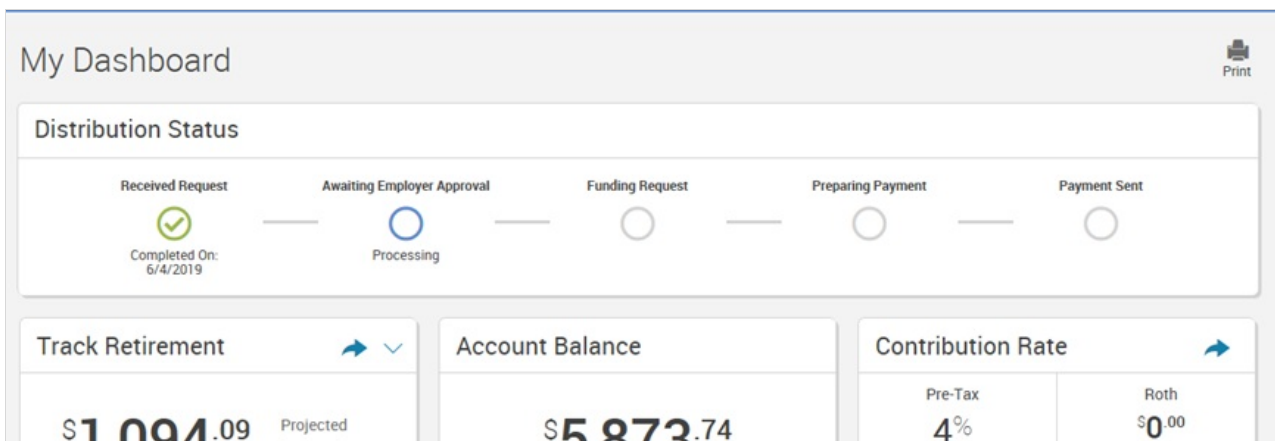 My Dashboard
Print
Distribution Status
Received Request
Awaiting Employer Approval
Funding Request
Preparing Payment
Payment Sent
Completed On:
6/4/2019
Processing
Track Retirement
Account Balance
Contribution Rate
$1,094.09
Projected
$5,873.74
Pre-Tax
4%
Roth
$0.00